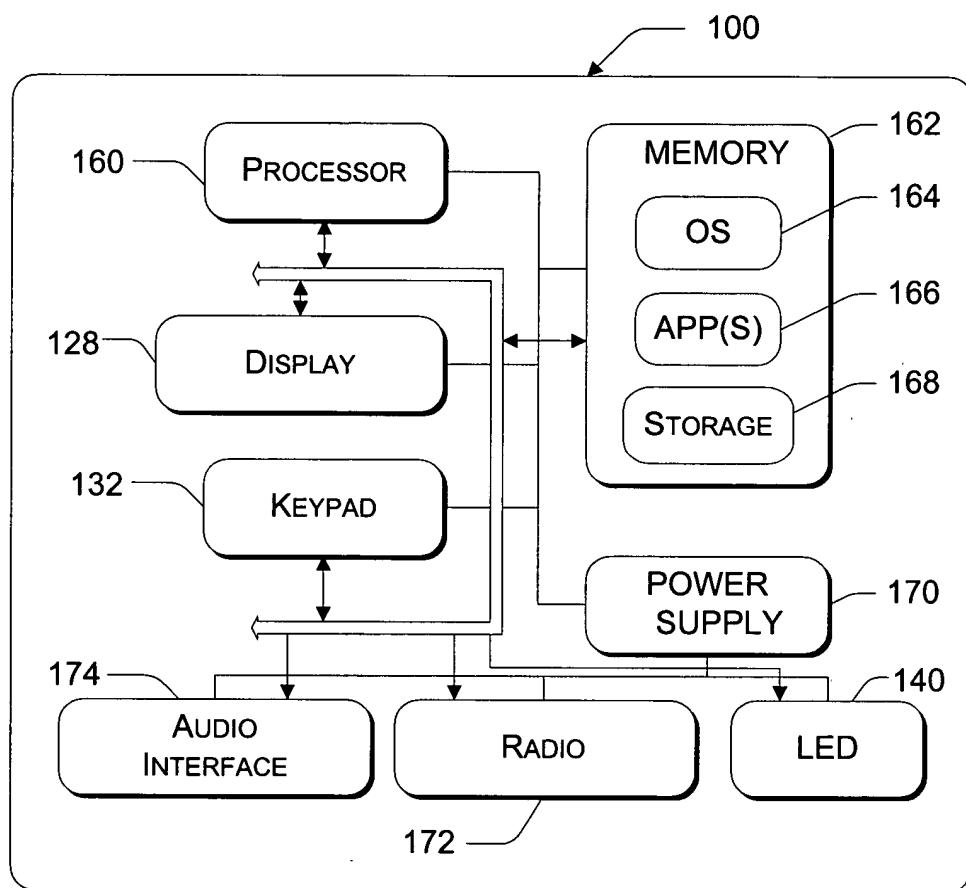 100
160
PROCESSOR
MEMORY
162
OS
164
APP(S)
166
128
DISPLAY
STORAGE
168
132
KEYPAD
POWER
SUPPLY
170
174
AUDIO
INTERFACE
RADIO
172
LED
140